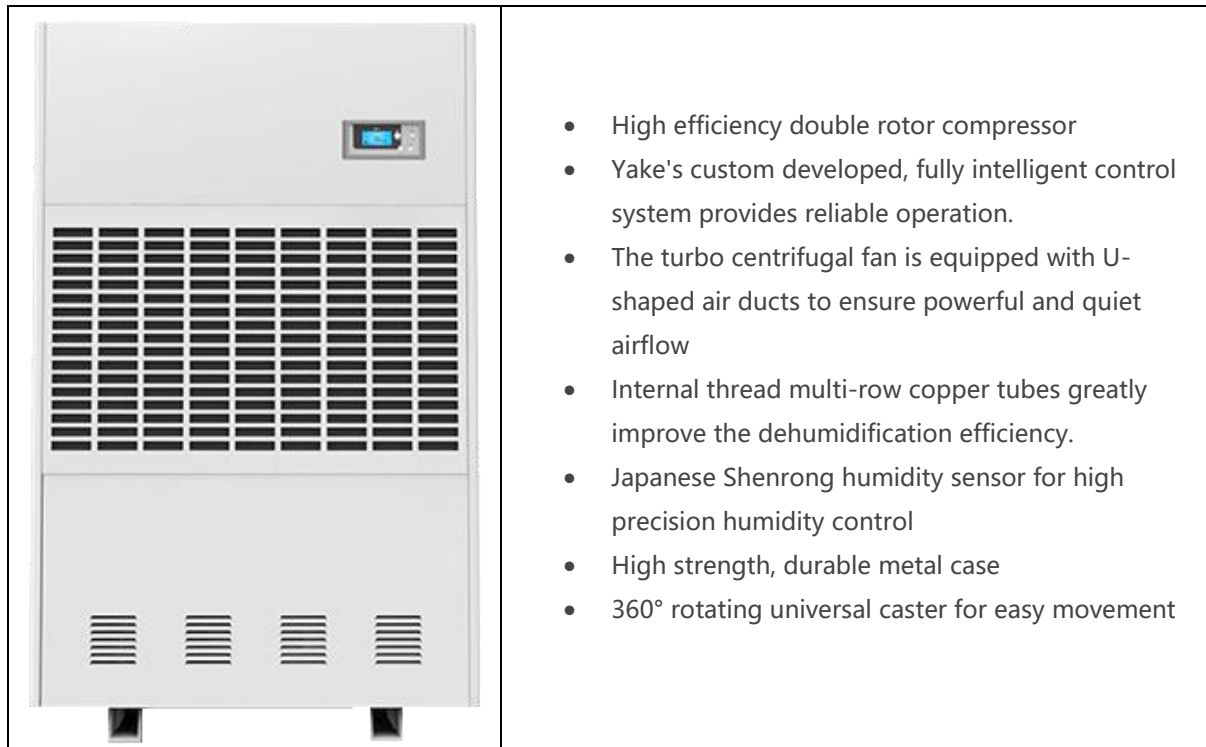 • High efficiency double rotor compressor
• Yake's custom developed, fully intelligent control
system provides reliable operation.
• The turbo centrifugal fan is equipped with U-
shaped air ducts to ensure powerful and quiet
airflow
• Internal thread multi-row copper tubes greatly
improve the dehumidification efficiency.
• Japanese Shenrong humidity sensor for high
precision humidity control
• High strength, durable metal case
• 360° rotating universal caster for easy movement